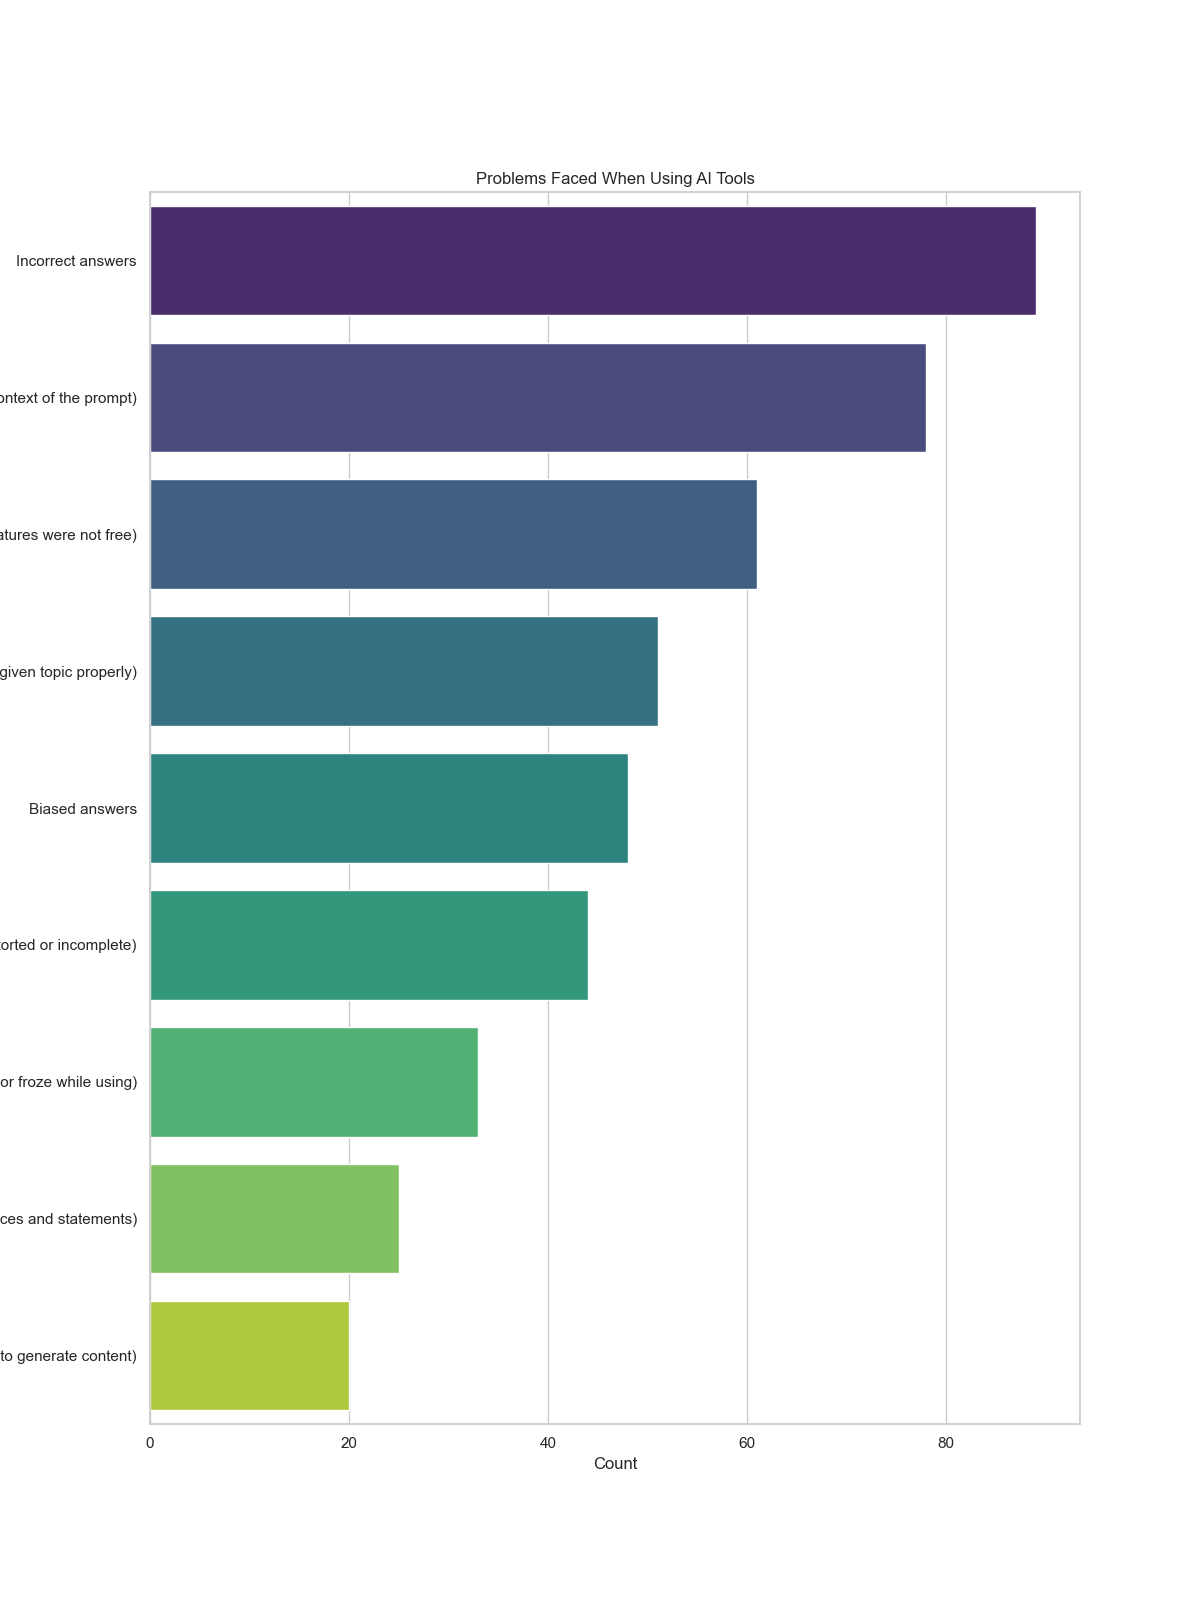 Problems Faced When Using AI Tools
Incorrect answers
context of the prompt)
features were not free)
given topic properly)
Biased answers
torted or incomplete)
or froze while using)
ces and statements)
to generate content)
0 20 40 60 80
Count